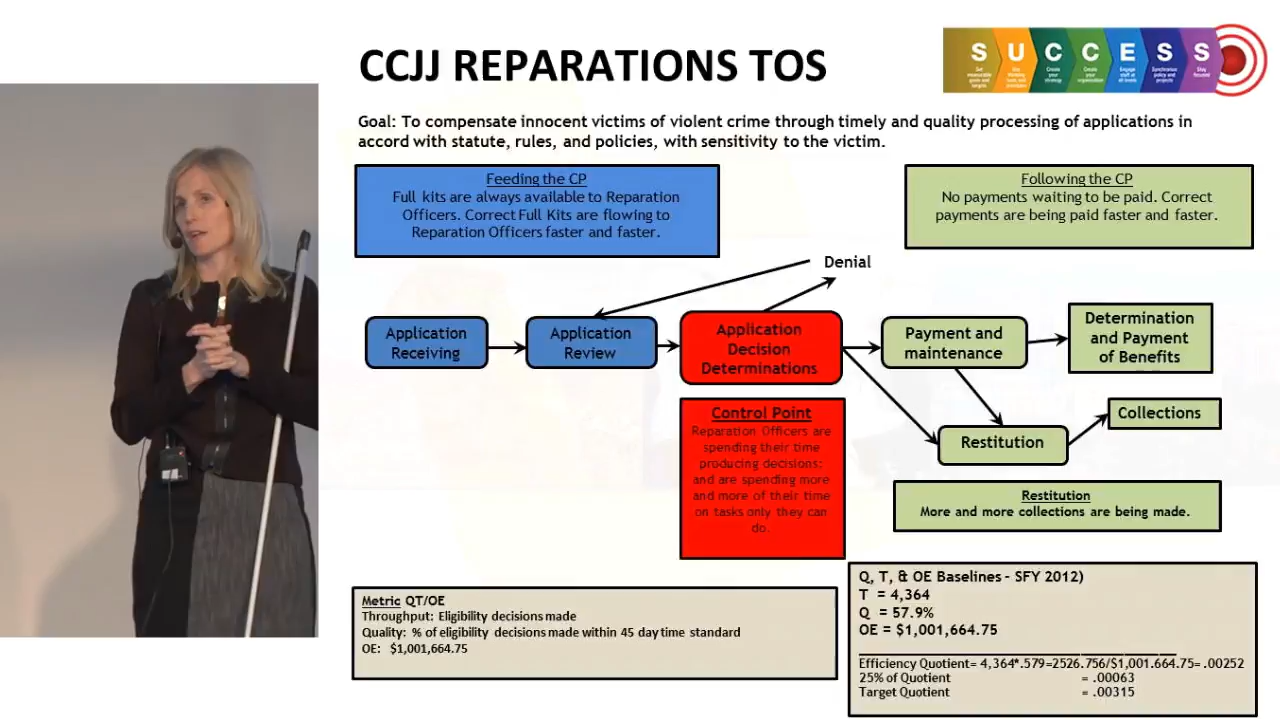 CCJJ REPARATIONS TOS
S U C C E S S
Goal: To compensate innocent victims of violent crime through timely and quality processing of applications in
accord with statute, rules, and policies, with sensitivity to the victim.
Feeding the CP
Full kits are always available to Reparation
Officers. Correct Full Kits are flowing to
Reparation Officers faster and faster.
Following the CP
No payments waiting to be paid. Correct
payments are being paid faster and faster.
Denial
Application
Receiving
Application
Review
Application
Decision
Determinations
Payment and
maintenance
Determination
and Payment
of Benefits
Control Point
Reparation Officers are
spending their time
producing decisions;
and are spending more
and more of their time
on tasks only they can
do.
Collections
Restitution
Restitution
More and more collections are being made.
Metric QT/OE
Throughput: Eligibility decisions made
Quality: % of eligibility decisions made within 45 day time standard
OE: $1,001,664.75
Q, T, & OE Baselines - SFY 2012)
T = 4,364
Q = 57.9%
OE = $1,001,664.75
Efficiency Quotient= 4,364*.579=2526.756/$1,001.664.75= .00252
25% of Quotient = .00063
Target Quotient = .00315